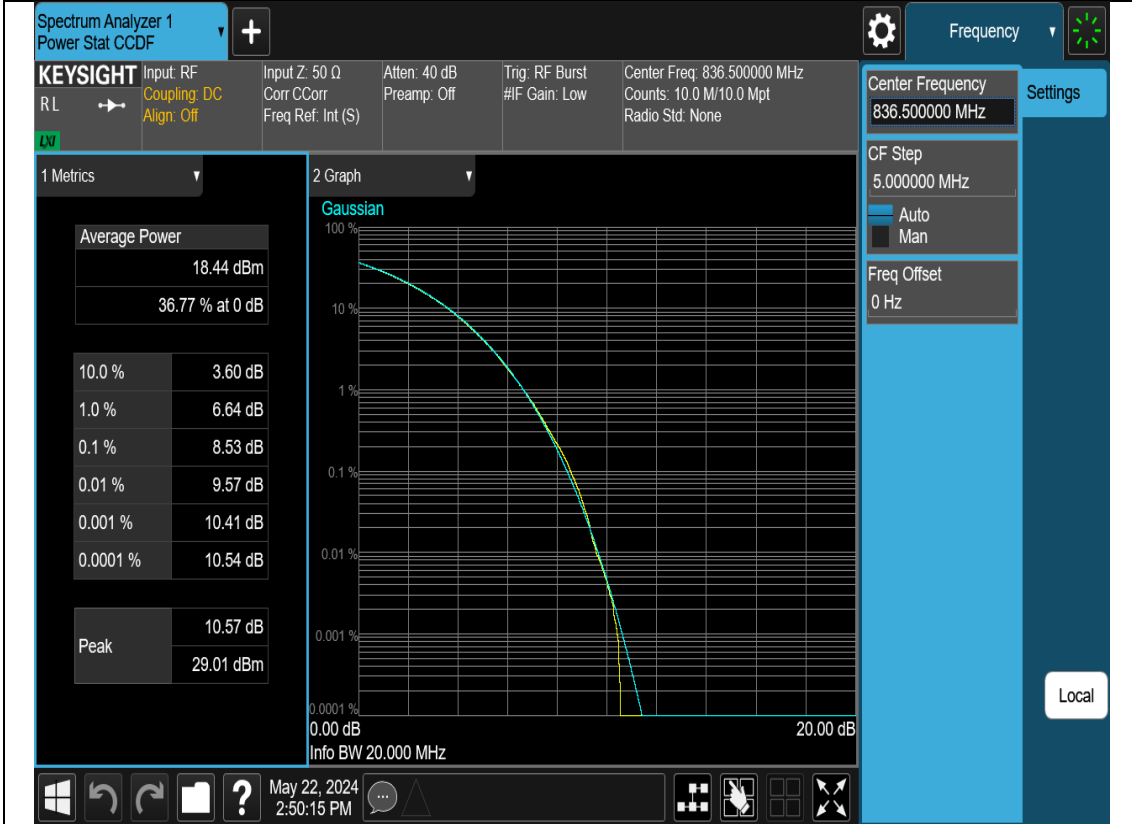 Spectrum Analyzer 1
Power Stat CCDF
Frequency
KEYSIGHT
R L
LXI
Input: RF
Coupling: DC
Align: Off
Input Z: 50 Ω
Corr CCorr
Freq Ref: Int (S)
Atten: 40 dB
Preamp: Off
Trig: RF Burst
#IF Gain: Low
Center Freq: 836.500000 MHz
Counts: 10.0 M/10.0 Mpt
Radio Std: None
Center Frequency
836.500000 MHz
Settings
CF Step
5.000000 MHz
Auto
Man
Freq Offset
0 Hz
1 Metrics
Average Power
18.44 dBm
36.77 % at 0 dB
10.0 % 3.60 dB
1.0 % 6.64 dB
0.1 % 8.53 dB
0.01 % 9.57 dB
0.001 % 10.41 dB
0.0001 % 10.54 dB
Peak
10.57 dB
29.01 dBm
2 Graph
Gaussian
100 %
10 %
1 %
0.1 %
0.01 %
0.001 %
0.0001 %
0.00 dB 20.00 dB
Info BW 20.000 MHz
Local
?
May 22, 2024
2:50:15 PM